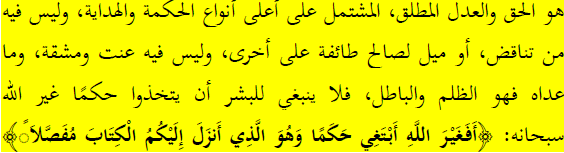 هو الحق والعدل المطلق، المشتمل على أعلى أنواع الحكمة والهداية، وليس فيه
من تناقض، أو ميل لصالح طائفة على أخرى، وليس فيه عنت ومشقة، وما
عداه فهو الظلم والباطل، فلا ينبغي للبشر أن يتخذوا حكمًا غير الله
سبحانه: ﴿أَفَغَيْرَ اللَّهِ أَبْتَغِي حَكَمًا وَهُوَ الَّذِي أَنزَلَ إِلَيْكُمُ الْكِتَابَ مُفَصَّلاً﴾